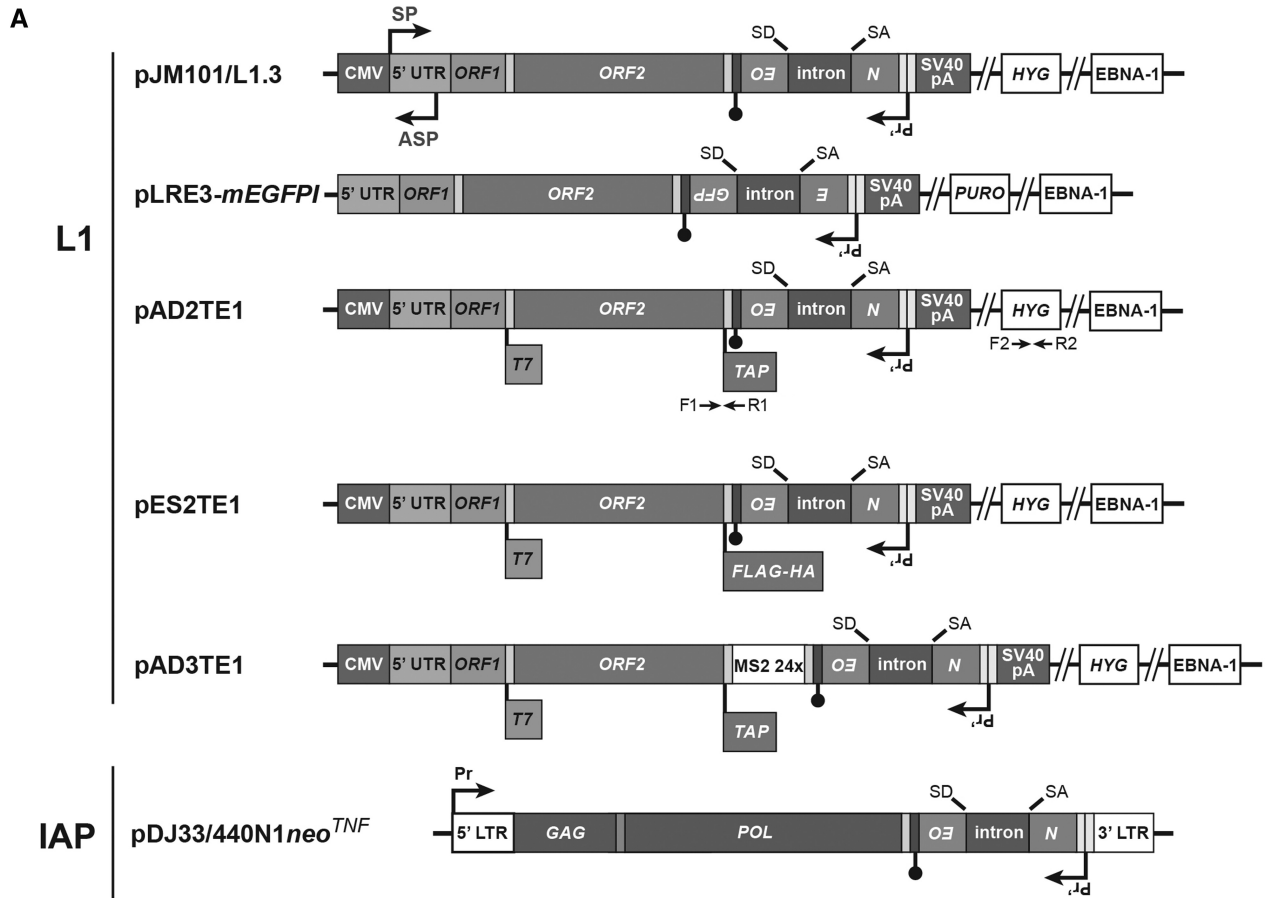 A
L1
pJM101/L1.3
SP
SD SA
CMV 5' UTR ORF1 ORF2 EO intron N SV40 pA HYG EBNA-1
ASP
Pr'
pLRE3-mEGFPI
SD SA
5' UTR ORF1 ORF2 GFP intron E SV40 pA PURO EBNA-1
Pr'
pAD2TE1
SD SA
CMV 5' UTR ORF1 ORF2 EO intron N SV40 pA HYG EBNA-1
T7 TAP Pr' F2 R2
F1 R1
pES2TE1
SD SA
CMV 5' UTR ORF1 ORF2 EO intron N SV40 pA HYG EBNA-1
T7 FLAG-HA Pr'
pAD3TE1
SD SA
CMV 5' UTR ORF1 ORF2 MS2 24x EO intron N SV40 pA HYG EBNA-1
T7 TAP Pr'
IAP
pDJ33/440N1neoTNF
Pr
SD SA
5' LTR GAG POL EO intron N 3' LTR
Pr'